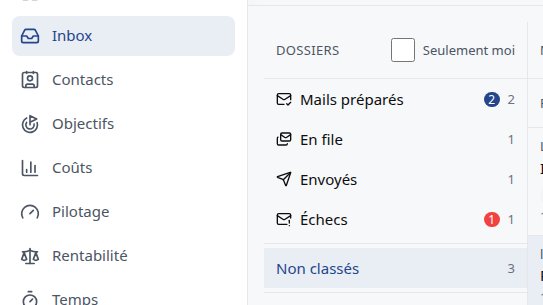 Inbox
Contacts
Objectifs
Coûts
Pilotage
Rentabilité
Temps
DOSSIERS Seulement moi
Mails préparés 2 2
En file 1
Envoyés 1
Échecs 1 1
Non classés 3